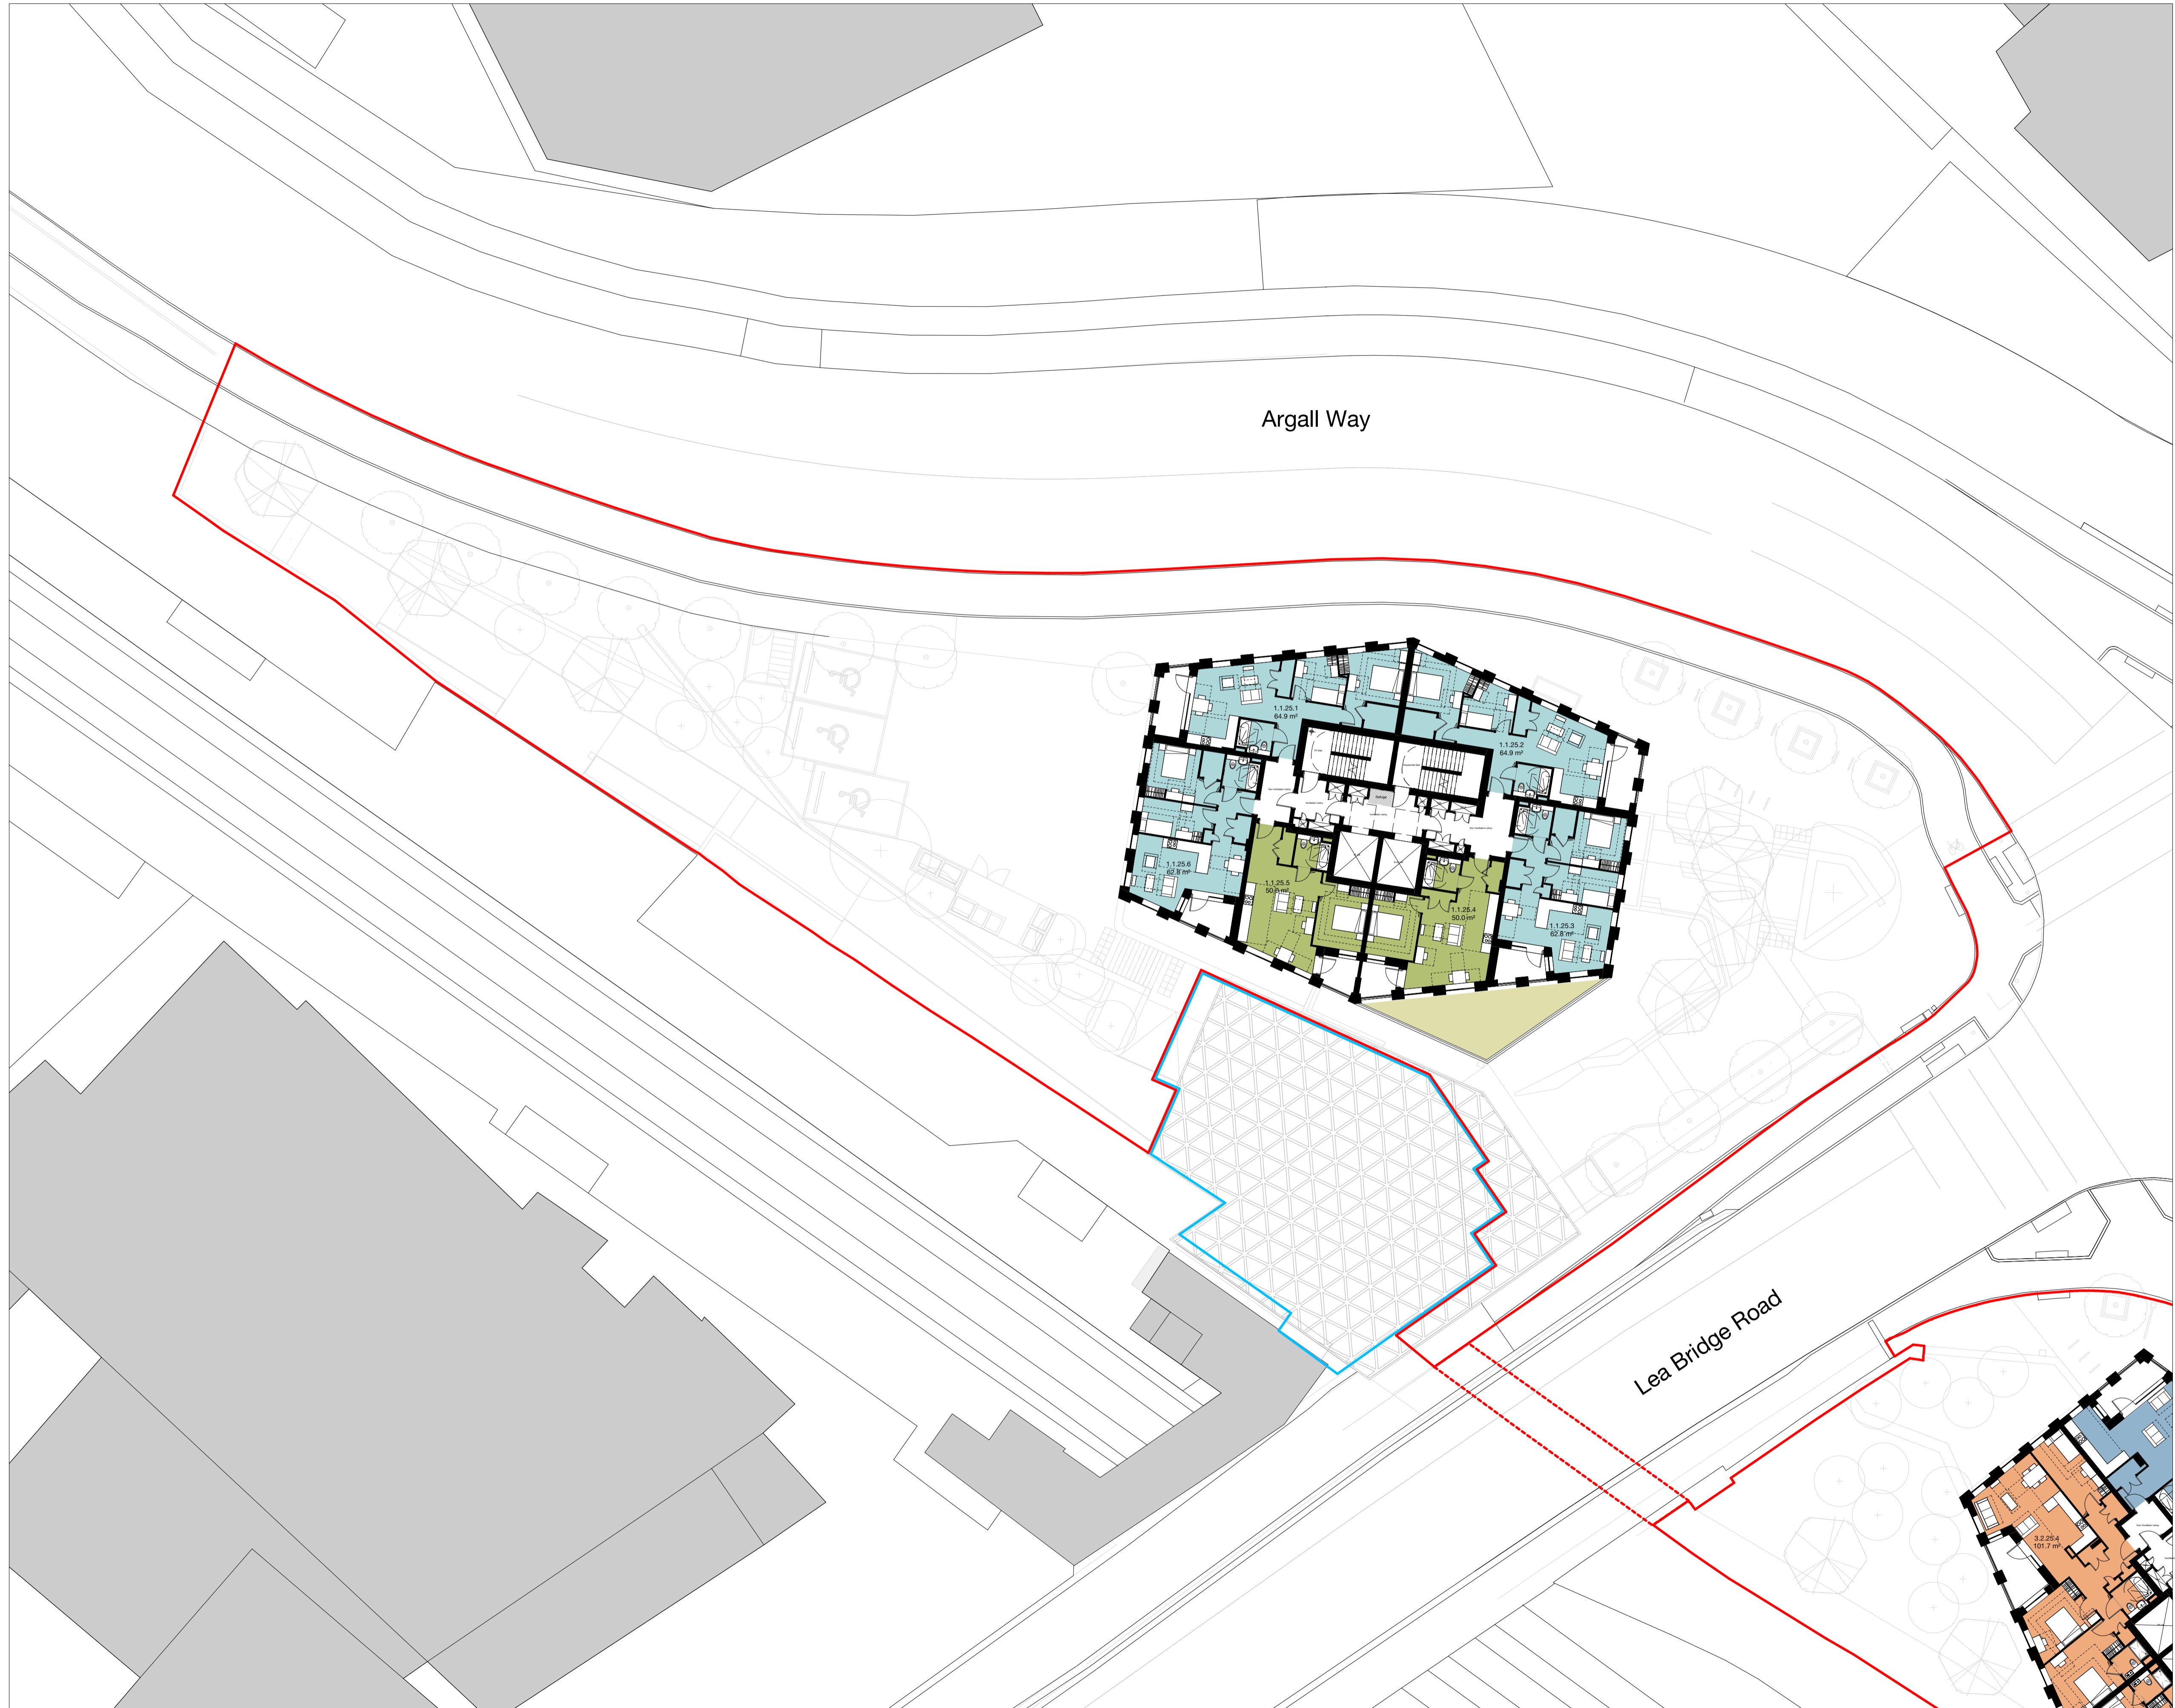 Argall Way
1.1.25.1
64.9 m²
1.1.25.2
64.9 m²
1.1.25.6
62.8 m²
1.1.25.5
50.0 m²
1.1.25.4
50.0 m²
1.1.25.3
62.8 m²
Lea Bridge Road
3.2.25.4
101.7 m²